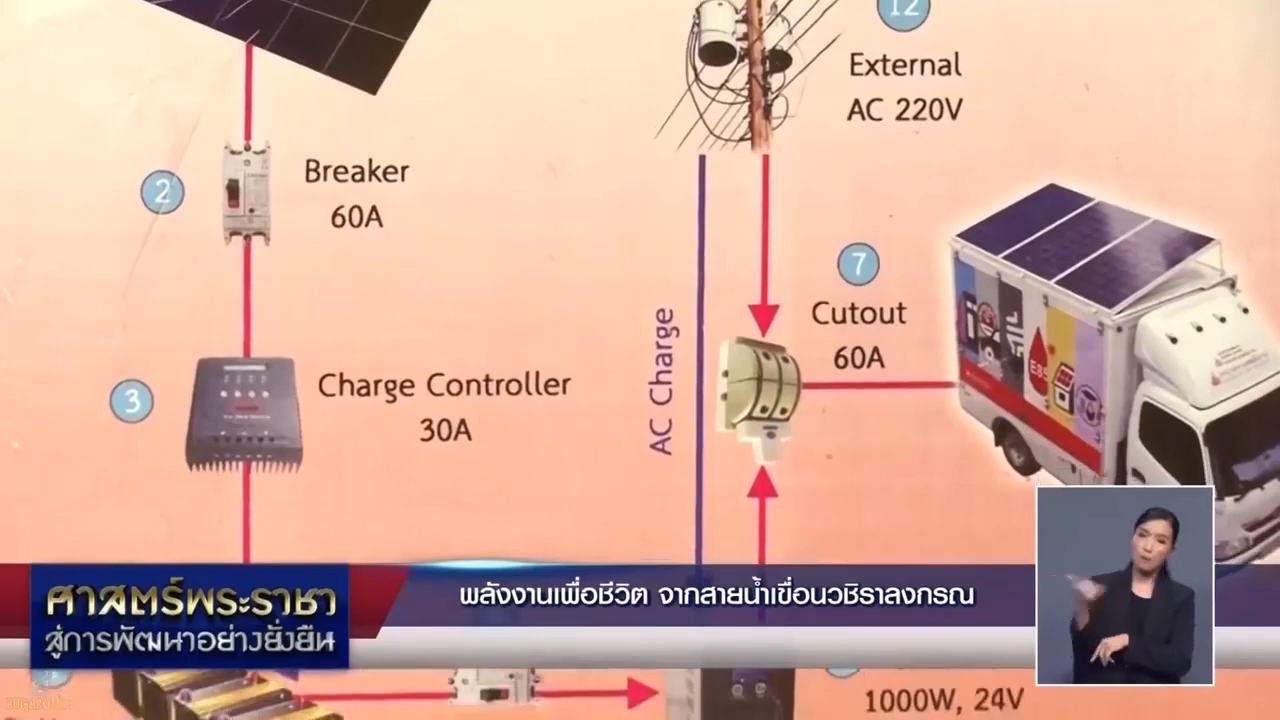 12
External
AC 220V
2
Breaker
60A
7
Cutout
60A
3
Charge Controller
30A
AC Charge
E85
ศาสตร์พระราชา
สู่การพัฒนาอย่างยั่งยืน
พลังงานเพื่อชีวิต จากสายน้ำเขื่อนวชิราลงกรณ
1000W, 24V